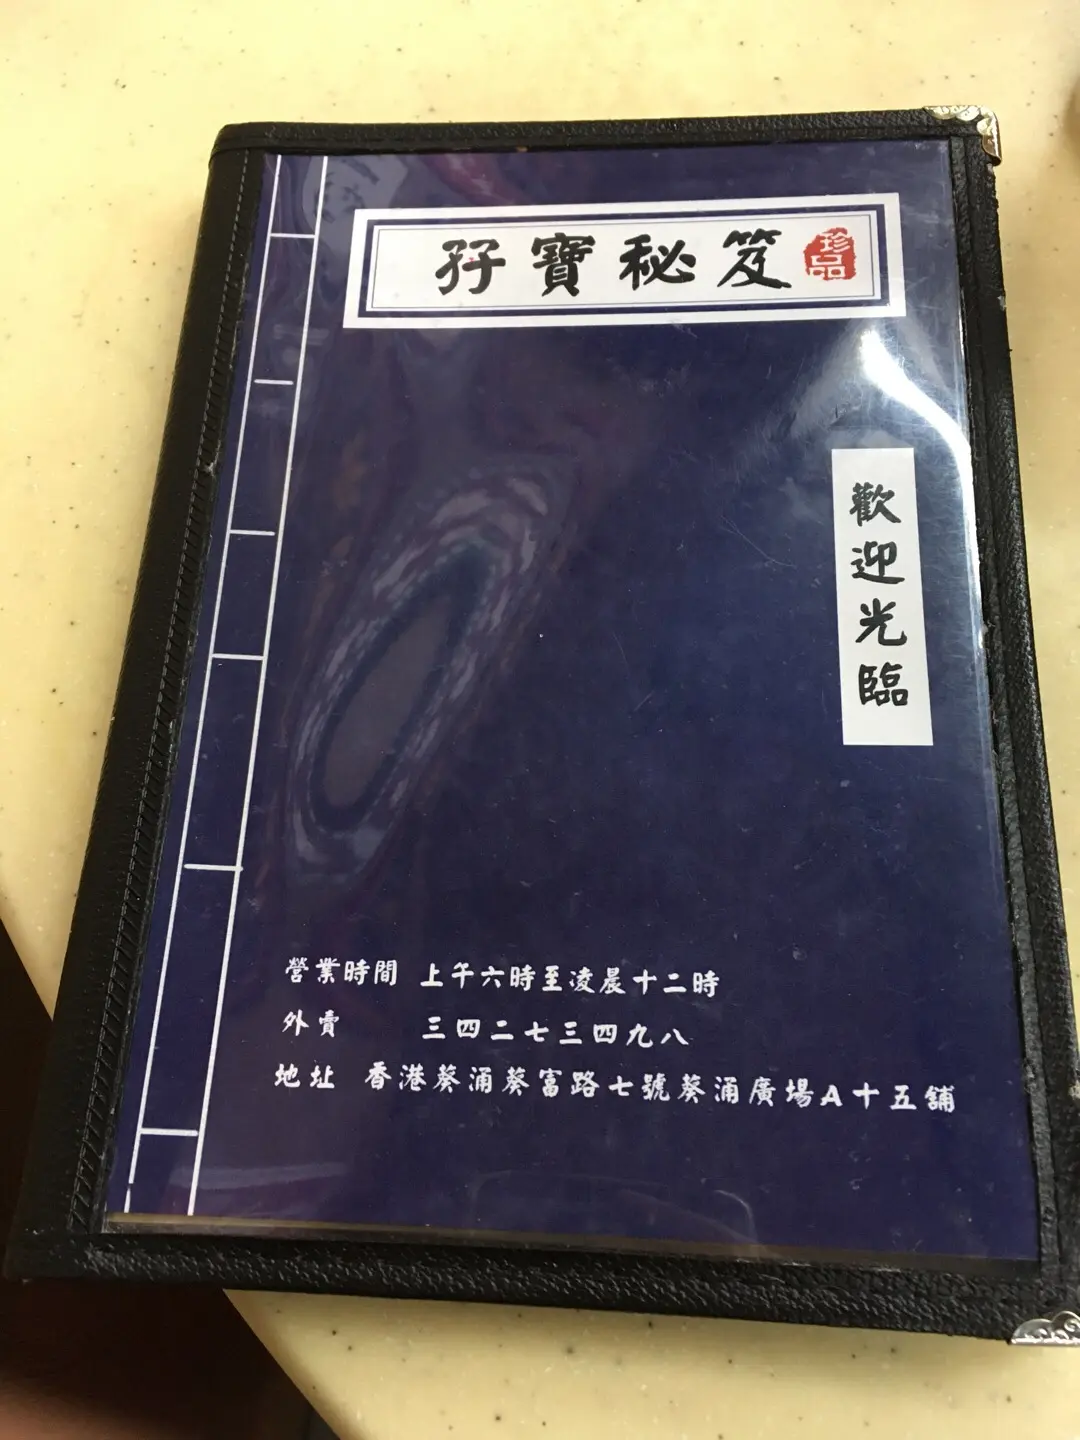 孖寶秘笈
珍品
歡迎光臨
營業時間 上午六時至凌晨十二時
外賣 三四二七三四九八
地址 香港葵涌葵富路七號葵涌廣場A十五舖